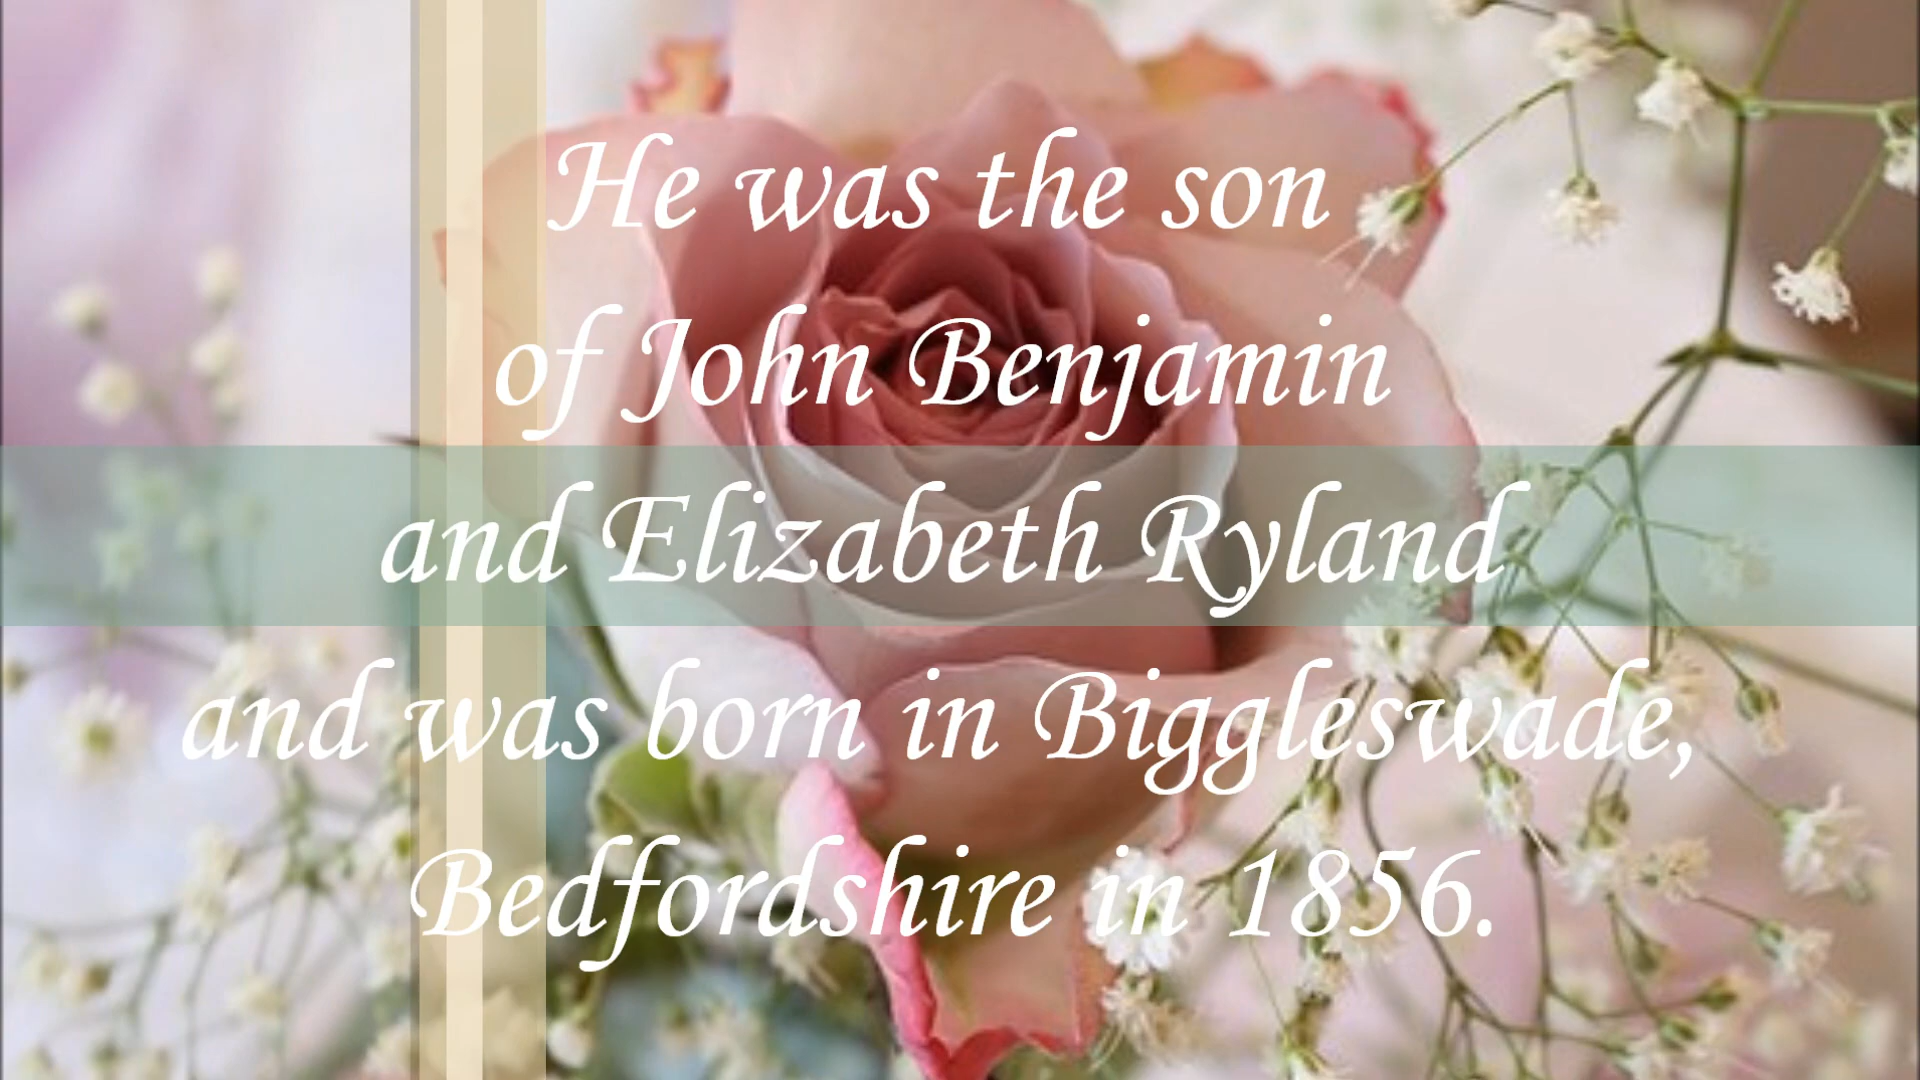 He was the son
of John Benjamin
and Elizabeth Ryland
and was born in Biggleswade,
Bedfordshire in 1856.